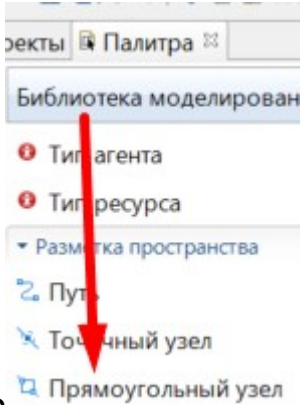 оекты Палитра
Библиотека моделирован
Тип агента
Тип ресурса
Разметка пространства
Путь
Точечный узел
Прямоугольный узел